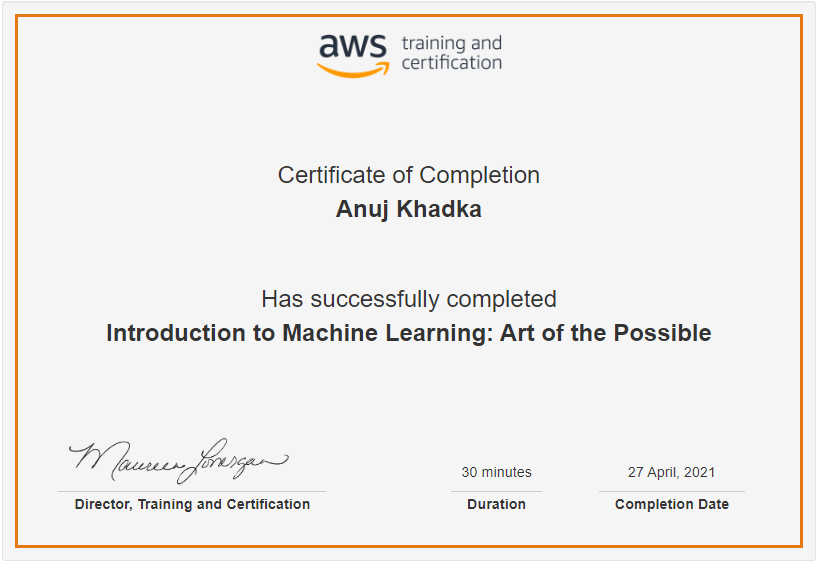 aws training and
certification
Certificate of Completion
Anuj Khadka
Has successfully completed
Introduction to Machine Learning: Art of the Possible
Maureen Lonergan
Director, Training and Certification
30 minutes
Duration
27 April, 2021
Completion Date